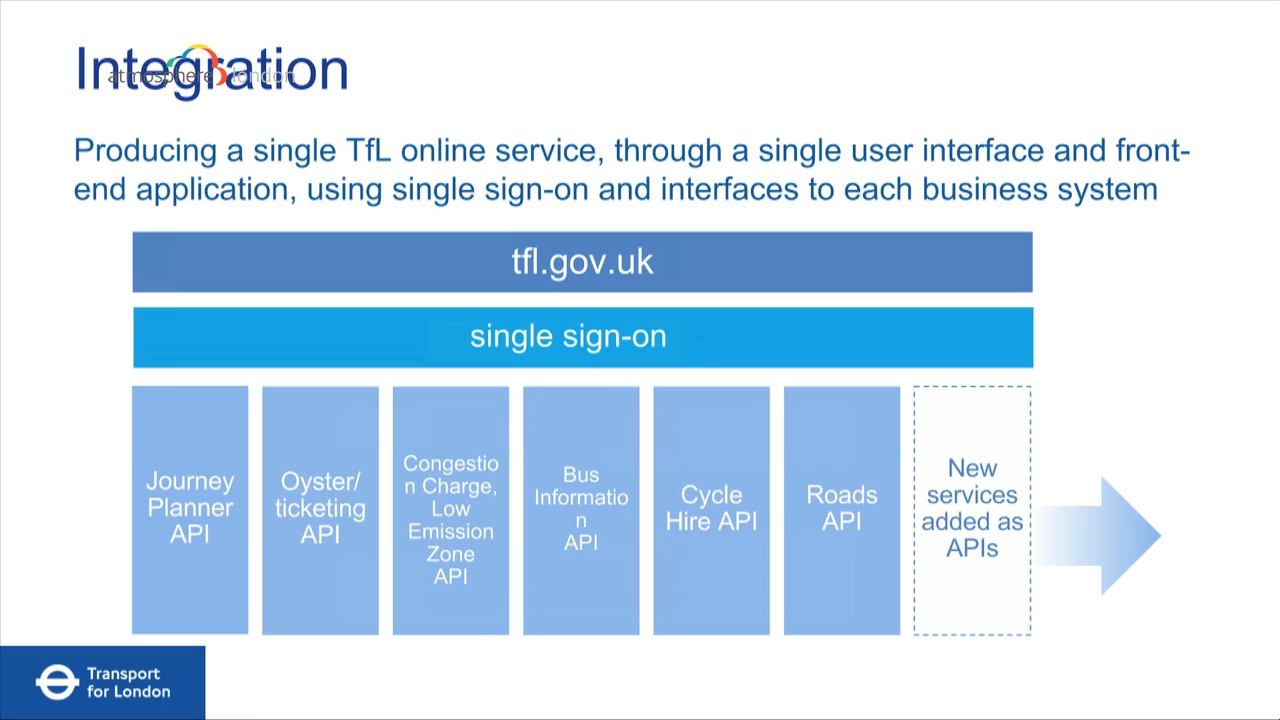 Integration
atmosphere london
Producing a single TfL online service, through a single user interface and front-
end application, using single sign-on and interfaces to each business system
tfl.gov.uk
single sign-on
Journey
Planner
API
Oyster/
ticketing
API
Congestio
n Charge,
Low
Emission
Zone
API
Bus
Informatio
n
API
Cycle
Hire API
Roads
API
New
services
added as
APIs
Transport
for London